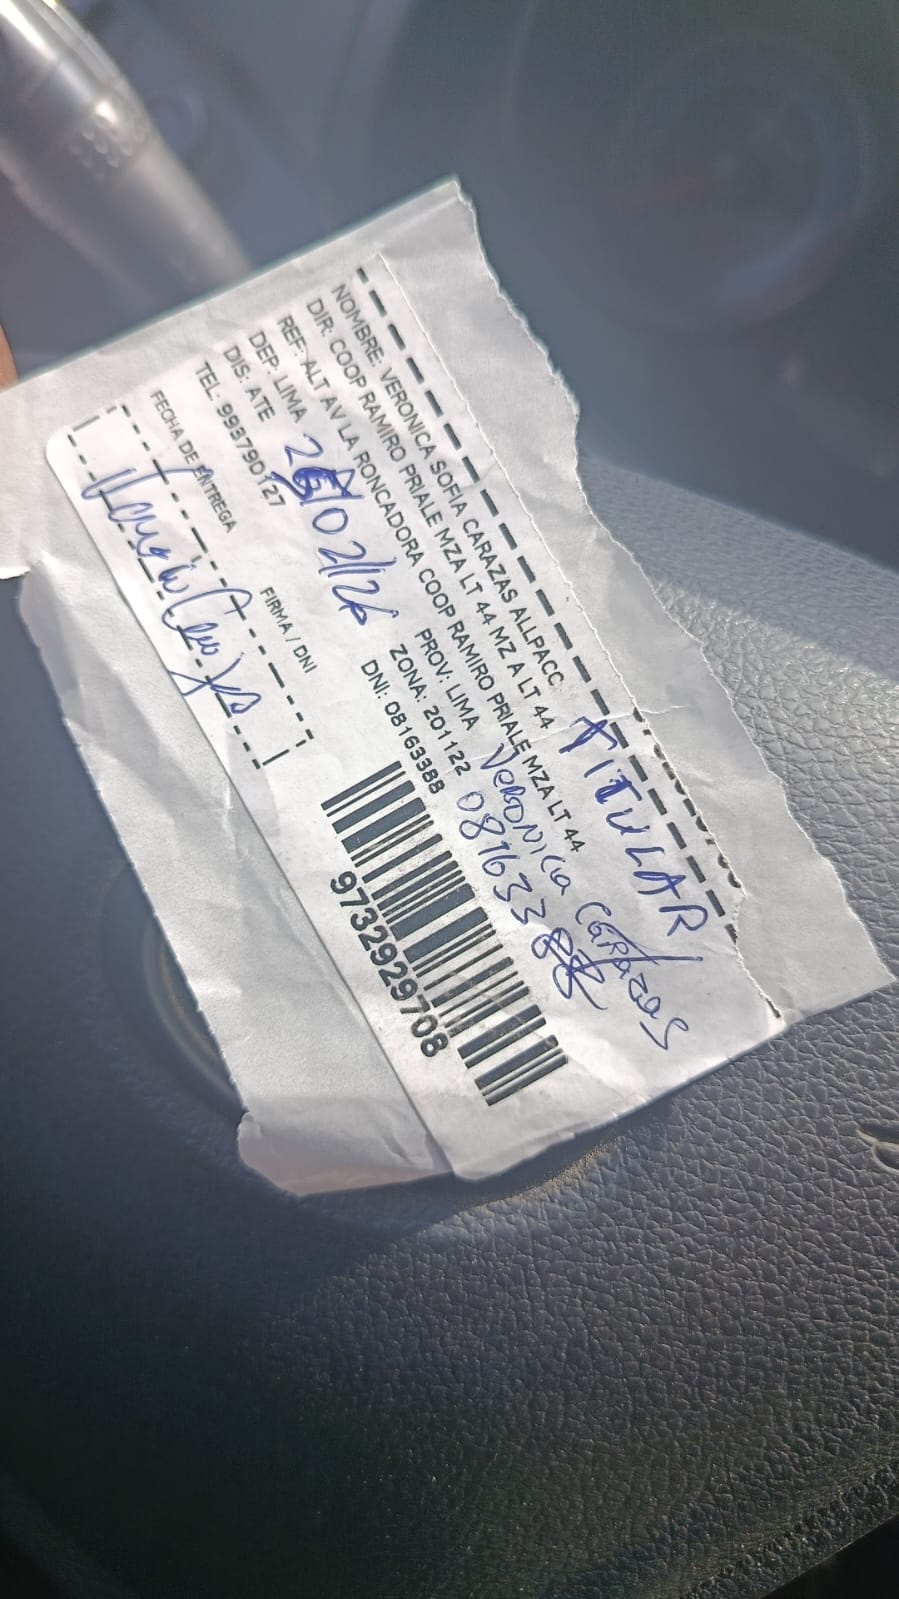 NOMBRE: VERONICA SOFIA CARAZAS ALLPACC
DIR: COOP RAMIRO PRIALE MZA LT 44 MZ A LT 44
REF: ALT AV LA RONCADORA COOP RAMIRO PRIALE MZA LT 44
DEP: LIMA PROV: LIMA
DIS: ATE ZONA: 201122
TEL: 993790127 DNI: 08163388
TITULAR
Veronica Carazas
08163388
/02/26
FECHA DE ENTREGA
FIRMA / DNI
9732929708